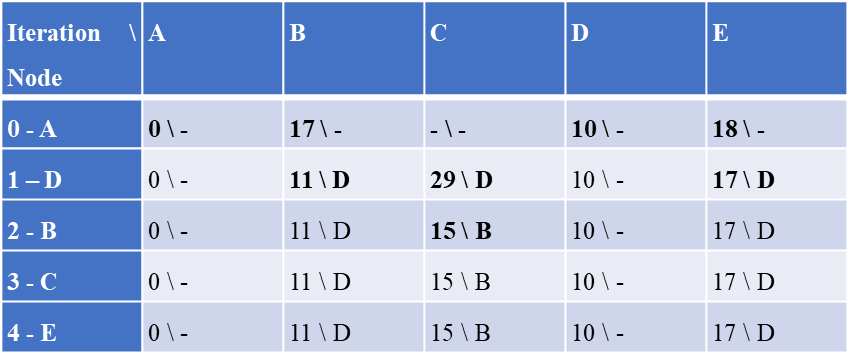 Iteration \ A B C D E
Node
0 - A 0 \ - 17 \ - - \ - 10 \ - 18 \ -
1 – D 0 \ - 11 \ D 29 \ D 10 \ - 17 \ D
2 - B 0 \ - 11 \ D 15 \ B 10 \ - 17 \ D
3 - C 0 \ - 11 \ D 15 \ B 10 \ - 17 \ D
4 - E 0 \ - 11 \ D 15 \ B 10 \ - 17 \ D